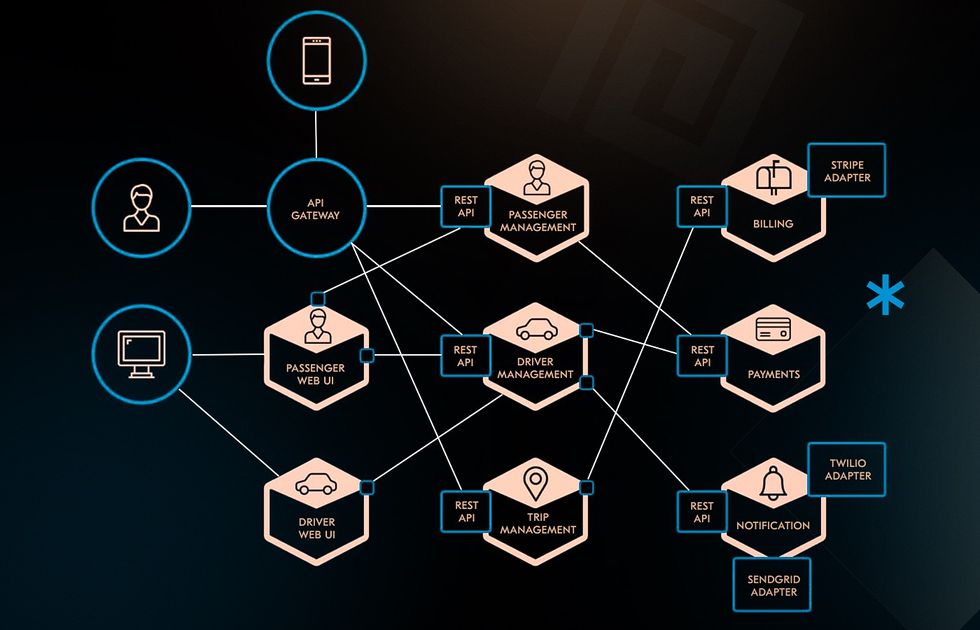 API
GATEWAY
REST
API
PASSENGER
MANAGEMENT
REST
API
BILLING
STRIPE
ADAPTER
PASSENGER
WEB UI
REST
API
DRIVER
MANAGEMENT
REST
API
PAYMENTS
DRIVER
WEB UI
REST
API
TRIP
MANAGEMENT
REST
API
NOTIFICATION
TWILIO
ADAPTER
SENDGRID
ADAPTER